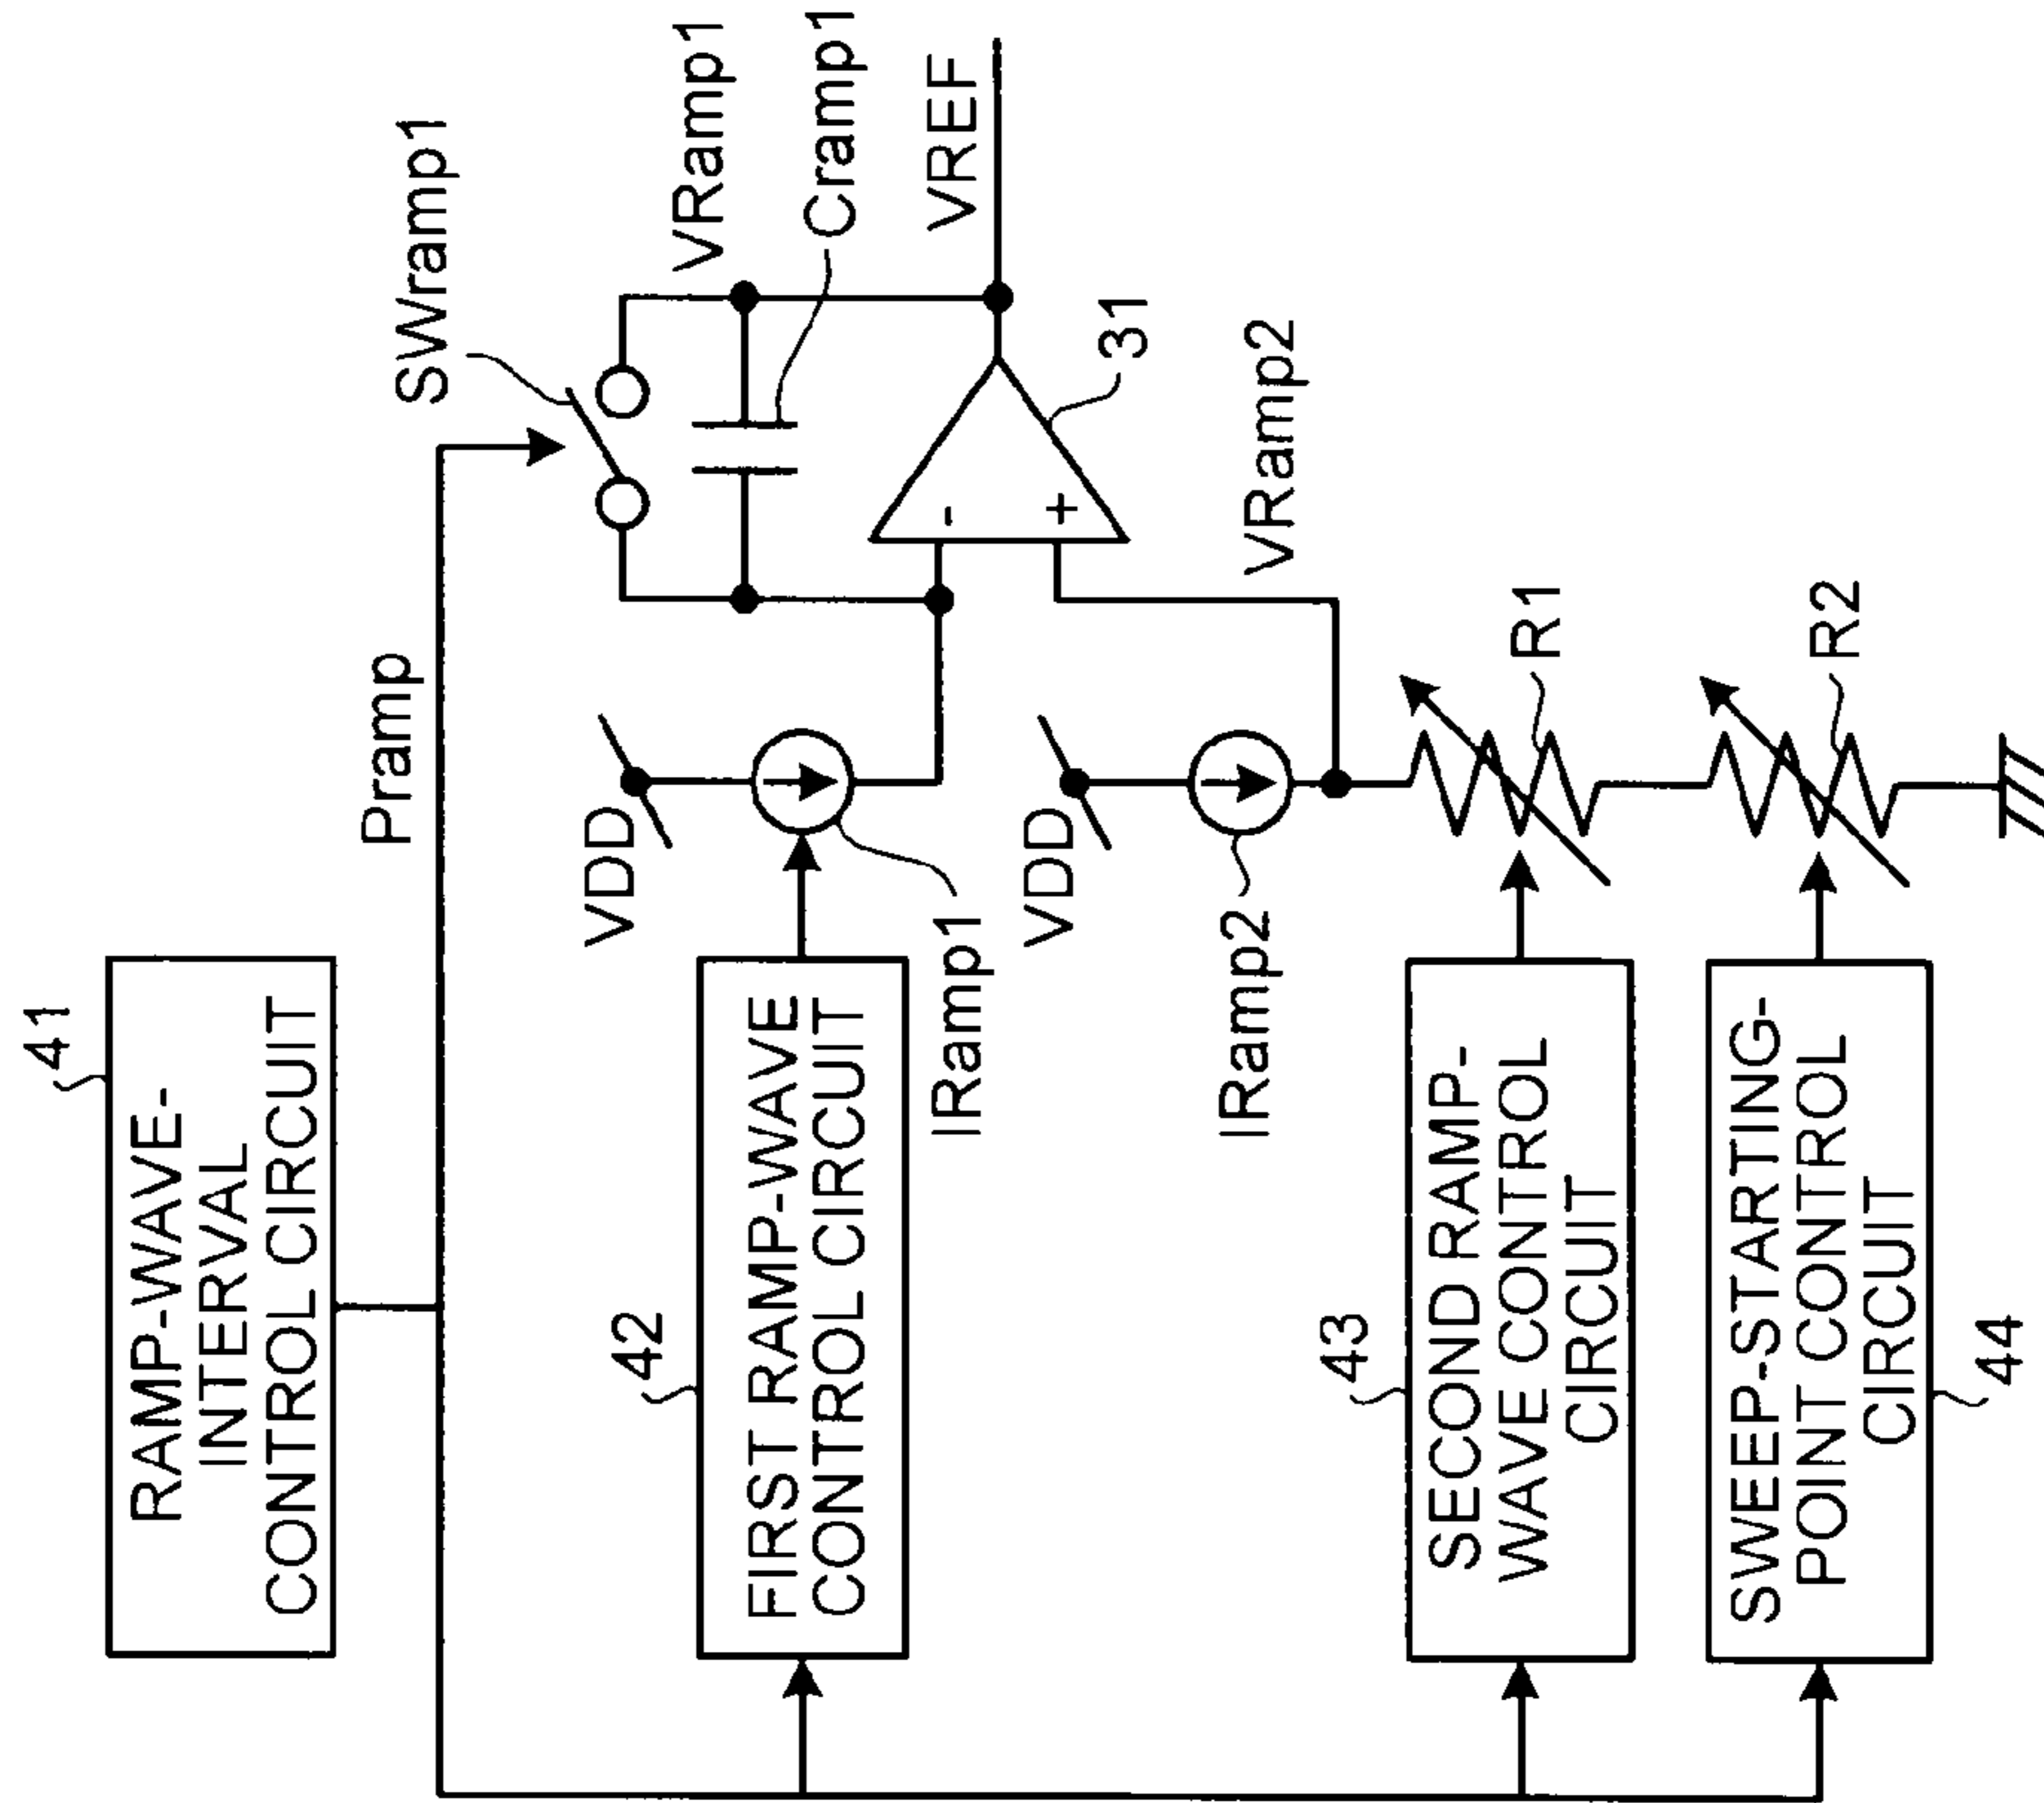 41
RAMP-WAVE-
INTERVAL
CONTROL CIRCUIT
Pramp
SWramp1
VRamp1
Cramp1
VREF
VDD
42
FIRST RAMP-WAVE
CONTROL CIRCUIT
IRamp1
-
+
31
VRamp2
VDD
IRamp2
43
SECOND RAMP-
WAVE CONTROL
CIRCUIT
R1
SWEEP-STARTING-
POINT CONTROL
CIRCUIT
44
R2